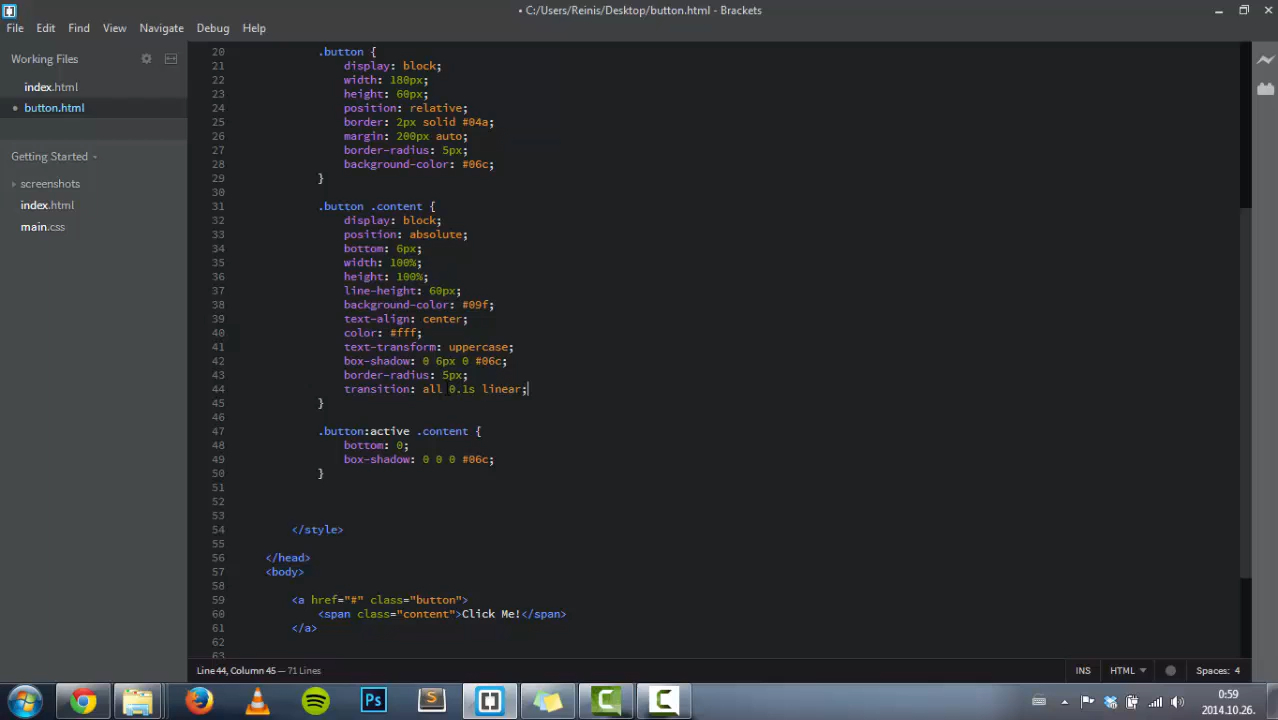 • C:/Users/Reinis/Desktop/button.html - Brackets
File Edit Find View Navigate Debug Help
Working Files
index.html
• button.html
Getting Started
screenshots
index.html
main.css
20 .button {
21 display: block;
22 width: 180px;
23 height: 60px;
24 position: relative;
25 border: 2px solid #04a;
26 margin: 200px auto;
27 border-radius: 5px;
28 background-color: #06c;
29 }
30
31 .button .content {
32 display: block;
33 position: absolute;
34 bottom: 6px;
35 width: 100%;
36 height: 100%;
37 line-height: 60px;
38 background-color: #09f;
39 text-align: center;
40 color: #fff;
41 text-transform: uppercase;
42 box-shadow: 0 6px 0 #06c;
43 border-radius: 5px;
44 transition: all 0.1s linear;
45 }
46
47 .button:active .content {
48 bottom: 0;
49 box-shadow: 0 0 0 #06c;
50 }
51
52
53
54 </style>
55
56 </head>
57 <body>
58
59 <a href="#" class="button">
60 <span class="content">Click Me!</span>
61 </a>
62
63
Line 44, Column 45 — 71 Lines INS HTML Spaces: 4
Ps S
0:59
2014.10.26.